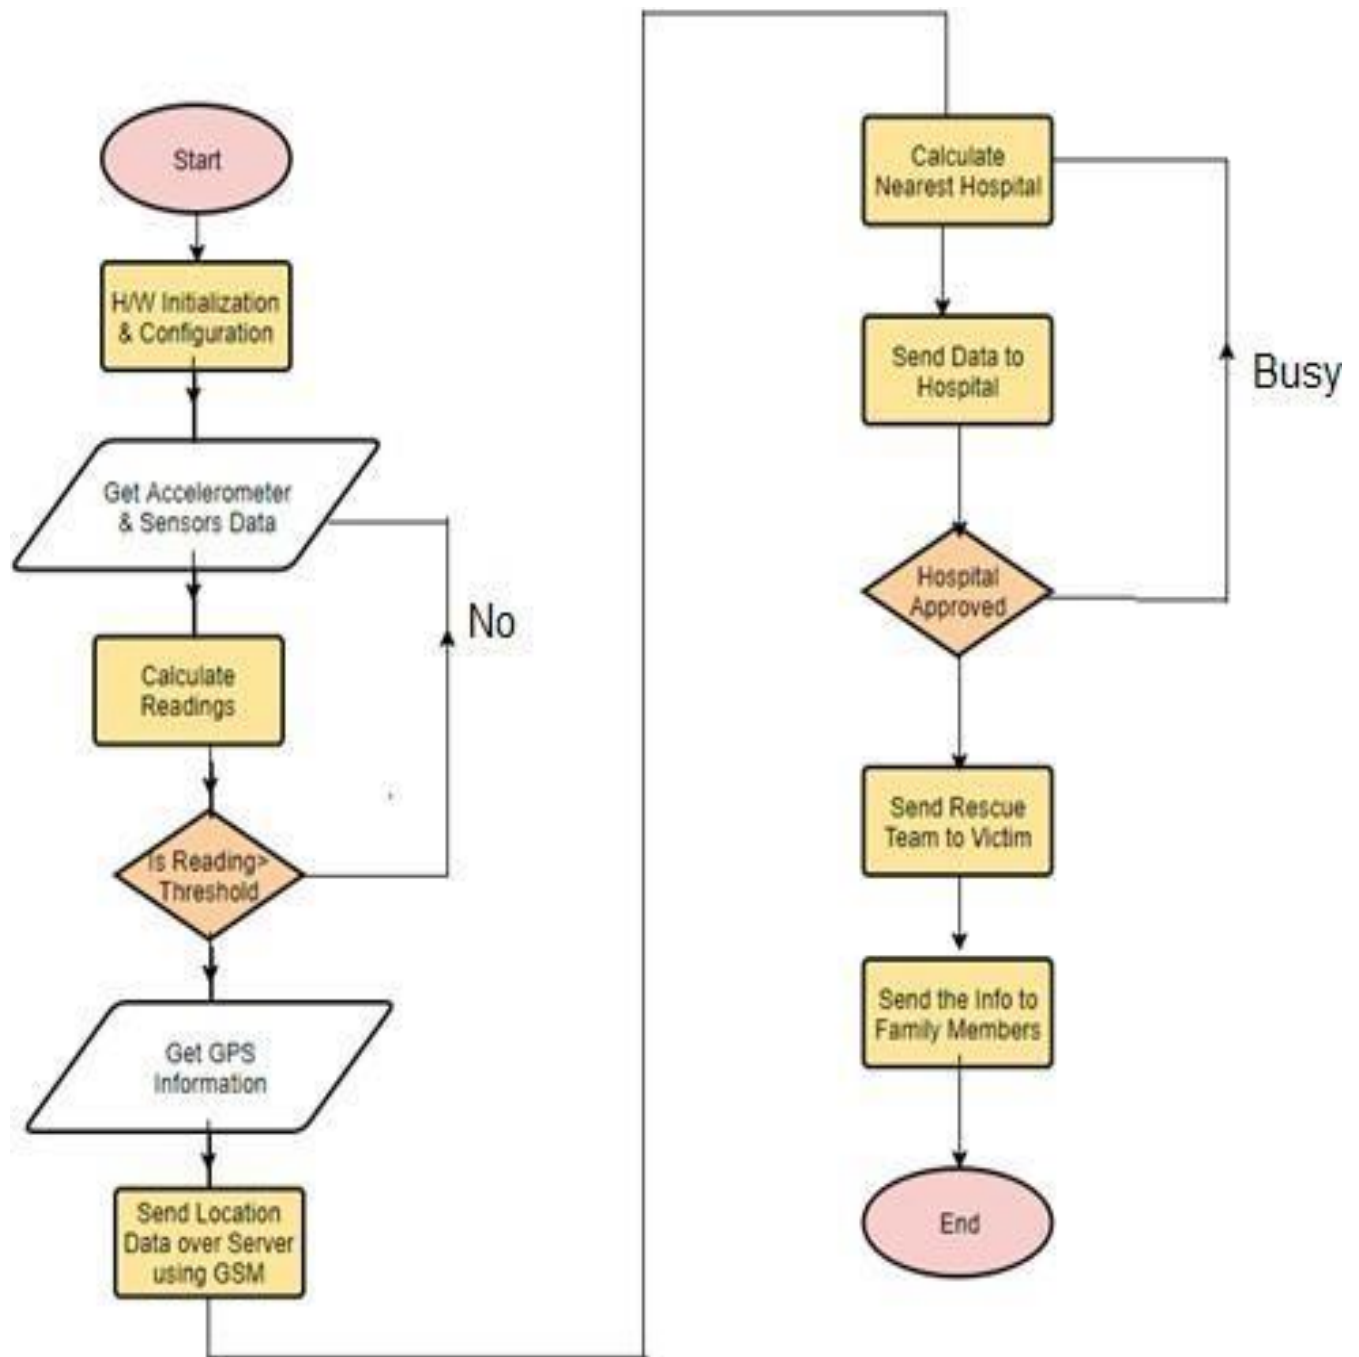 Start
H/W Initialization
& Configuration
Get Accelerometer
& Sensors Data
No
Calculate
Readings
Is Reading>
Threshold
Get GPS
Information
Send Location
Data over Server
using GSM
Calculate
Nearest Hospital
Send Data to
Hospital
Busy
Hospital
Approved
Send Rescue
Team to Victim
Send the Info to
Family Members
End